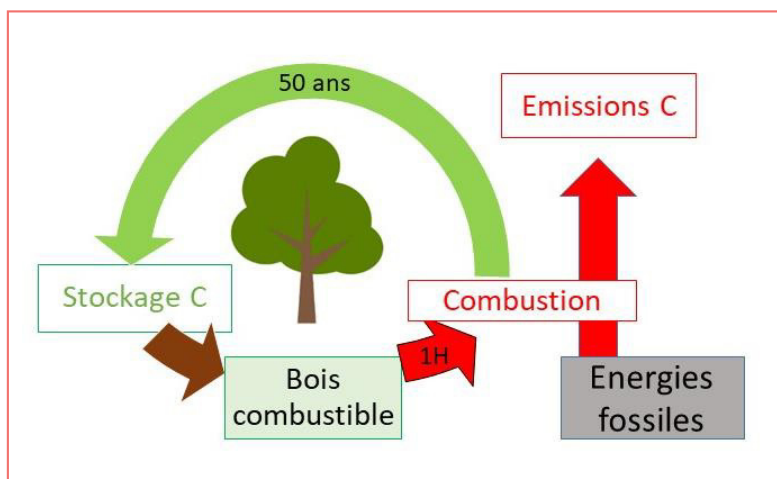 50 ans
Emissions C
Stockage C
Combustion
1H
Bois
combustible
Energies
fossiles